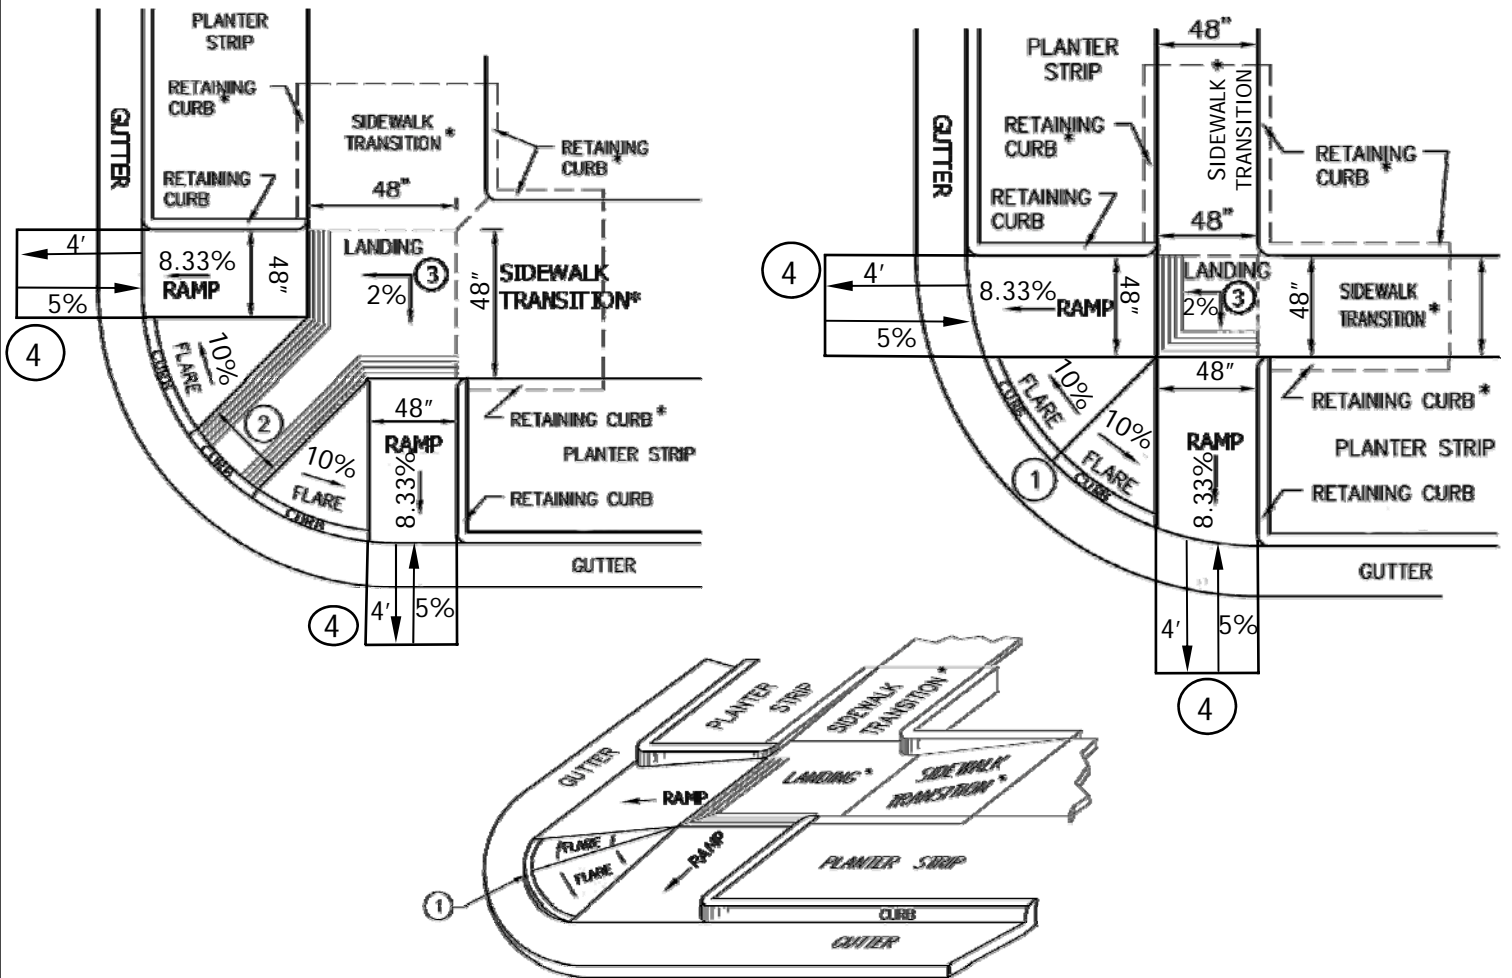 PLANTER
STRIP
RETAINING
CURB*
GUTTER
SIDEWALK
TRANSITION*
RETAINING
CURB*
RETAINING
CURB
48"
4'
8.33%
RAMP
48"
5%
4
LANDING
3
2%
48"
SIDEWALK
TRANSITION*
10%
FLARE
CURB
2
CURB
10%
FLARE
CURB
48"
RAMP
8.33%
RETAINING CURB*
PLANTER STRIP
RETAINING CURB
GUTTER
4
4'
5%
48"
PLANTER
STRIP
SIDEWALK*
TRANSITION
RETAINING
CURB*
GUTTER
RETAINING
CURB*
RETAINING
CURB
48"
4
4'
8.33%
RAMP
48"
5%
LANDING
3
2%
48"
SIDEWALK
TRANSITION*
10%
FLARE
CURB
10%
FLARE
CURB
1
48"
RAMP
8.33%
RETAINING CURB*
PLANTER STRIP
RETAINING CURB
GUTTER
4'
5%
4
PLANTER
STRIP
SIDEWALK
TRANSITION*
GUTTER
LANDING*
SIDEWALK
TRANSITION*
RAMP
FLARE
FLARE
RAMP
PLANTER STRIP
1
CURB
GUTTER